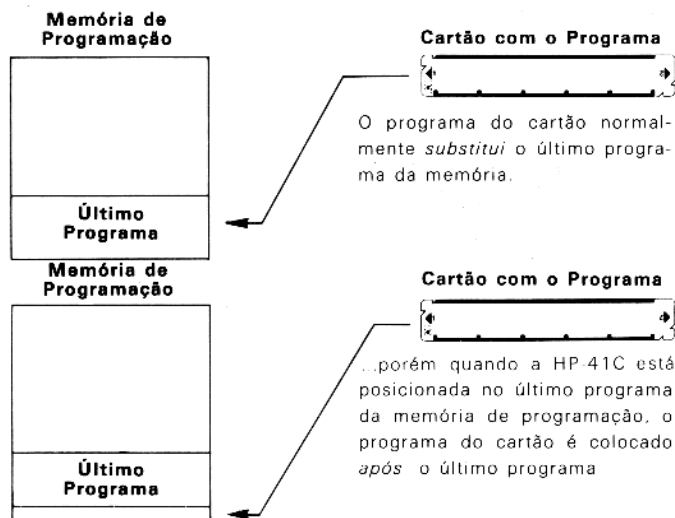 Memória de
Programação
Cartão com o Programa
O programa do cartão normal-
mente substitui o último progra-
ma da memória.
Último
Programa
Memória de
Programação
Cartão com o Programa
...porém quando a HP-41C está
posicionada no último programa
da memória de programação, o
programa do cartão é colocado
após o último programa
Último
Programa